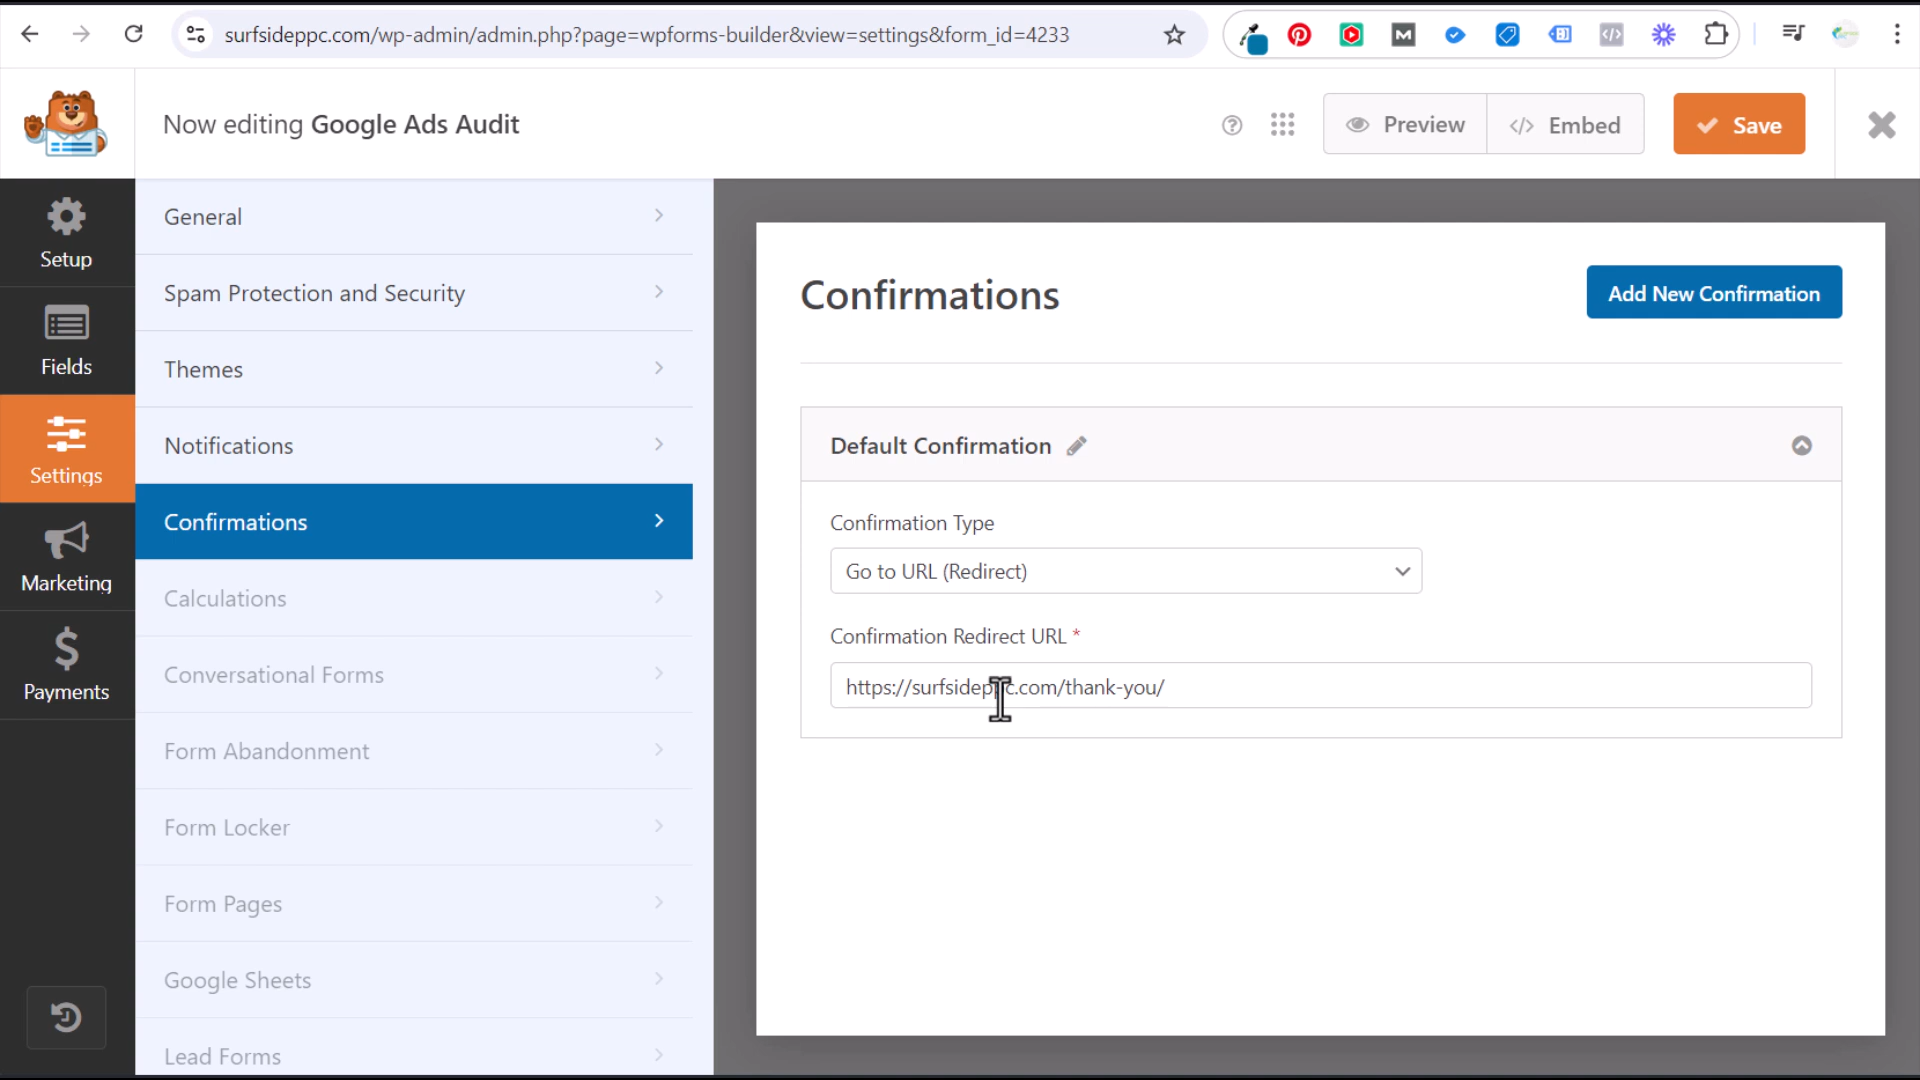 surfsideppc.com/wp-admin/admin.php?page=wpforms-builder&view=settings&form_id=4233
Now editing Google Ads Audit
Preview
Embed
Save
Setup
Fields
Settings
Marketing
Payments
General
Spam Protection and Security
Themes
Notifications
Confirmations
Calculations
Conversational Forms
Form Abandonment
Form Locker
Form Pages
Google Sheets
Lead Forms
Confirmations
Add New Confirmation
Default Confirmation
Confirmation Type
Go to URL (Redirect)
Confirmation Redirect URL *
https://surfsideppc.com/thank-you/